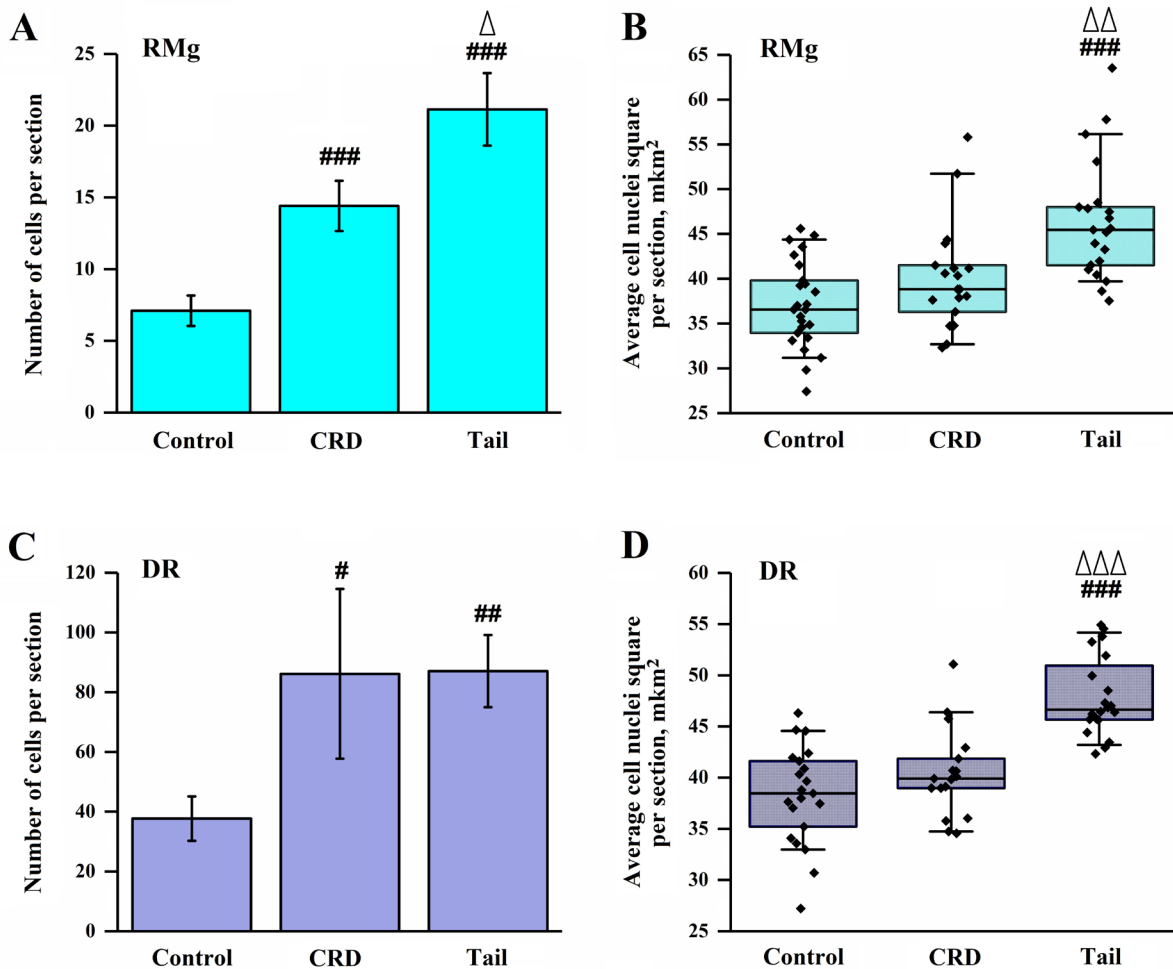 A
RMg
△
###
###
Number of cells per section
25
20
15
10
5
0
Control
CRD
Tail
B
RMg
△△
###
Average cell nuclei square
per section, mkm²
65
60
55
50
45
40
35
30
25
Control
CRD
Tail
C
DR
#
##
Number of cells per section
120
100
80
60
40
20
0
Control
CRD
Tail
D
DR
△△△
###
Average cell nuclei square
per section, mkm²
60
55
50
45
40
35
30
25
Control
CRD
Tail